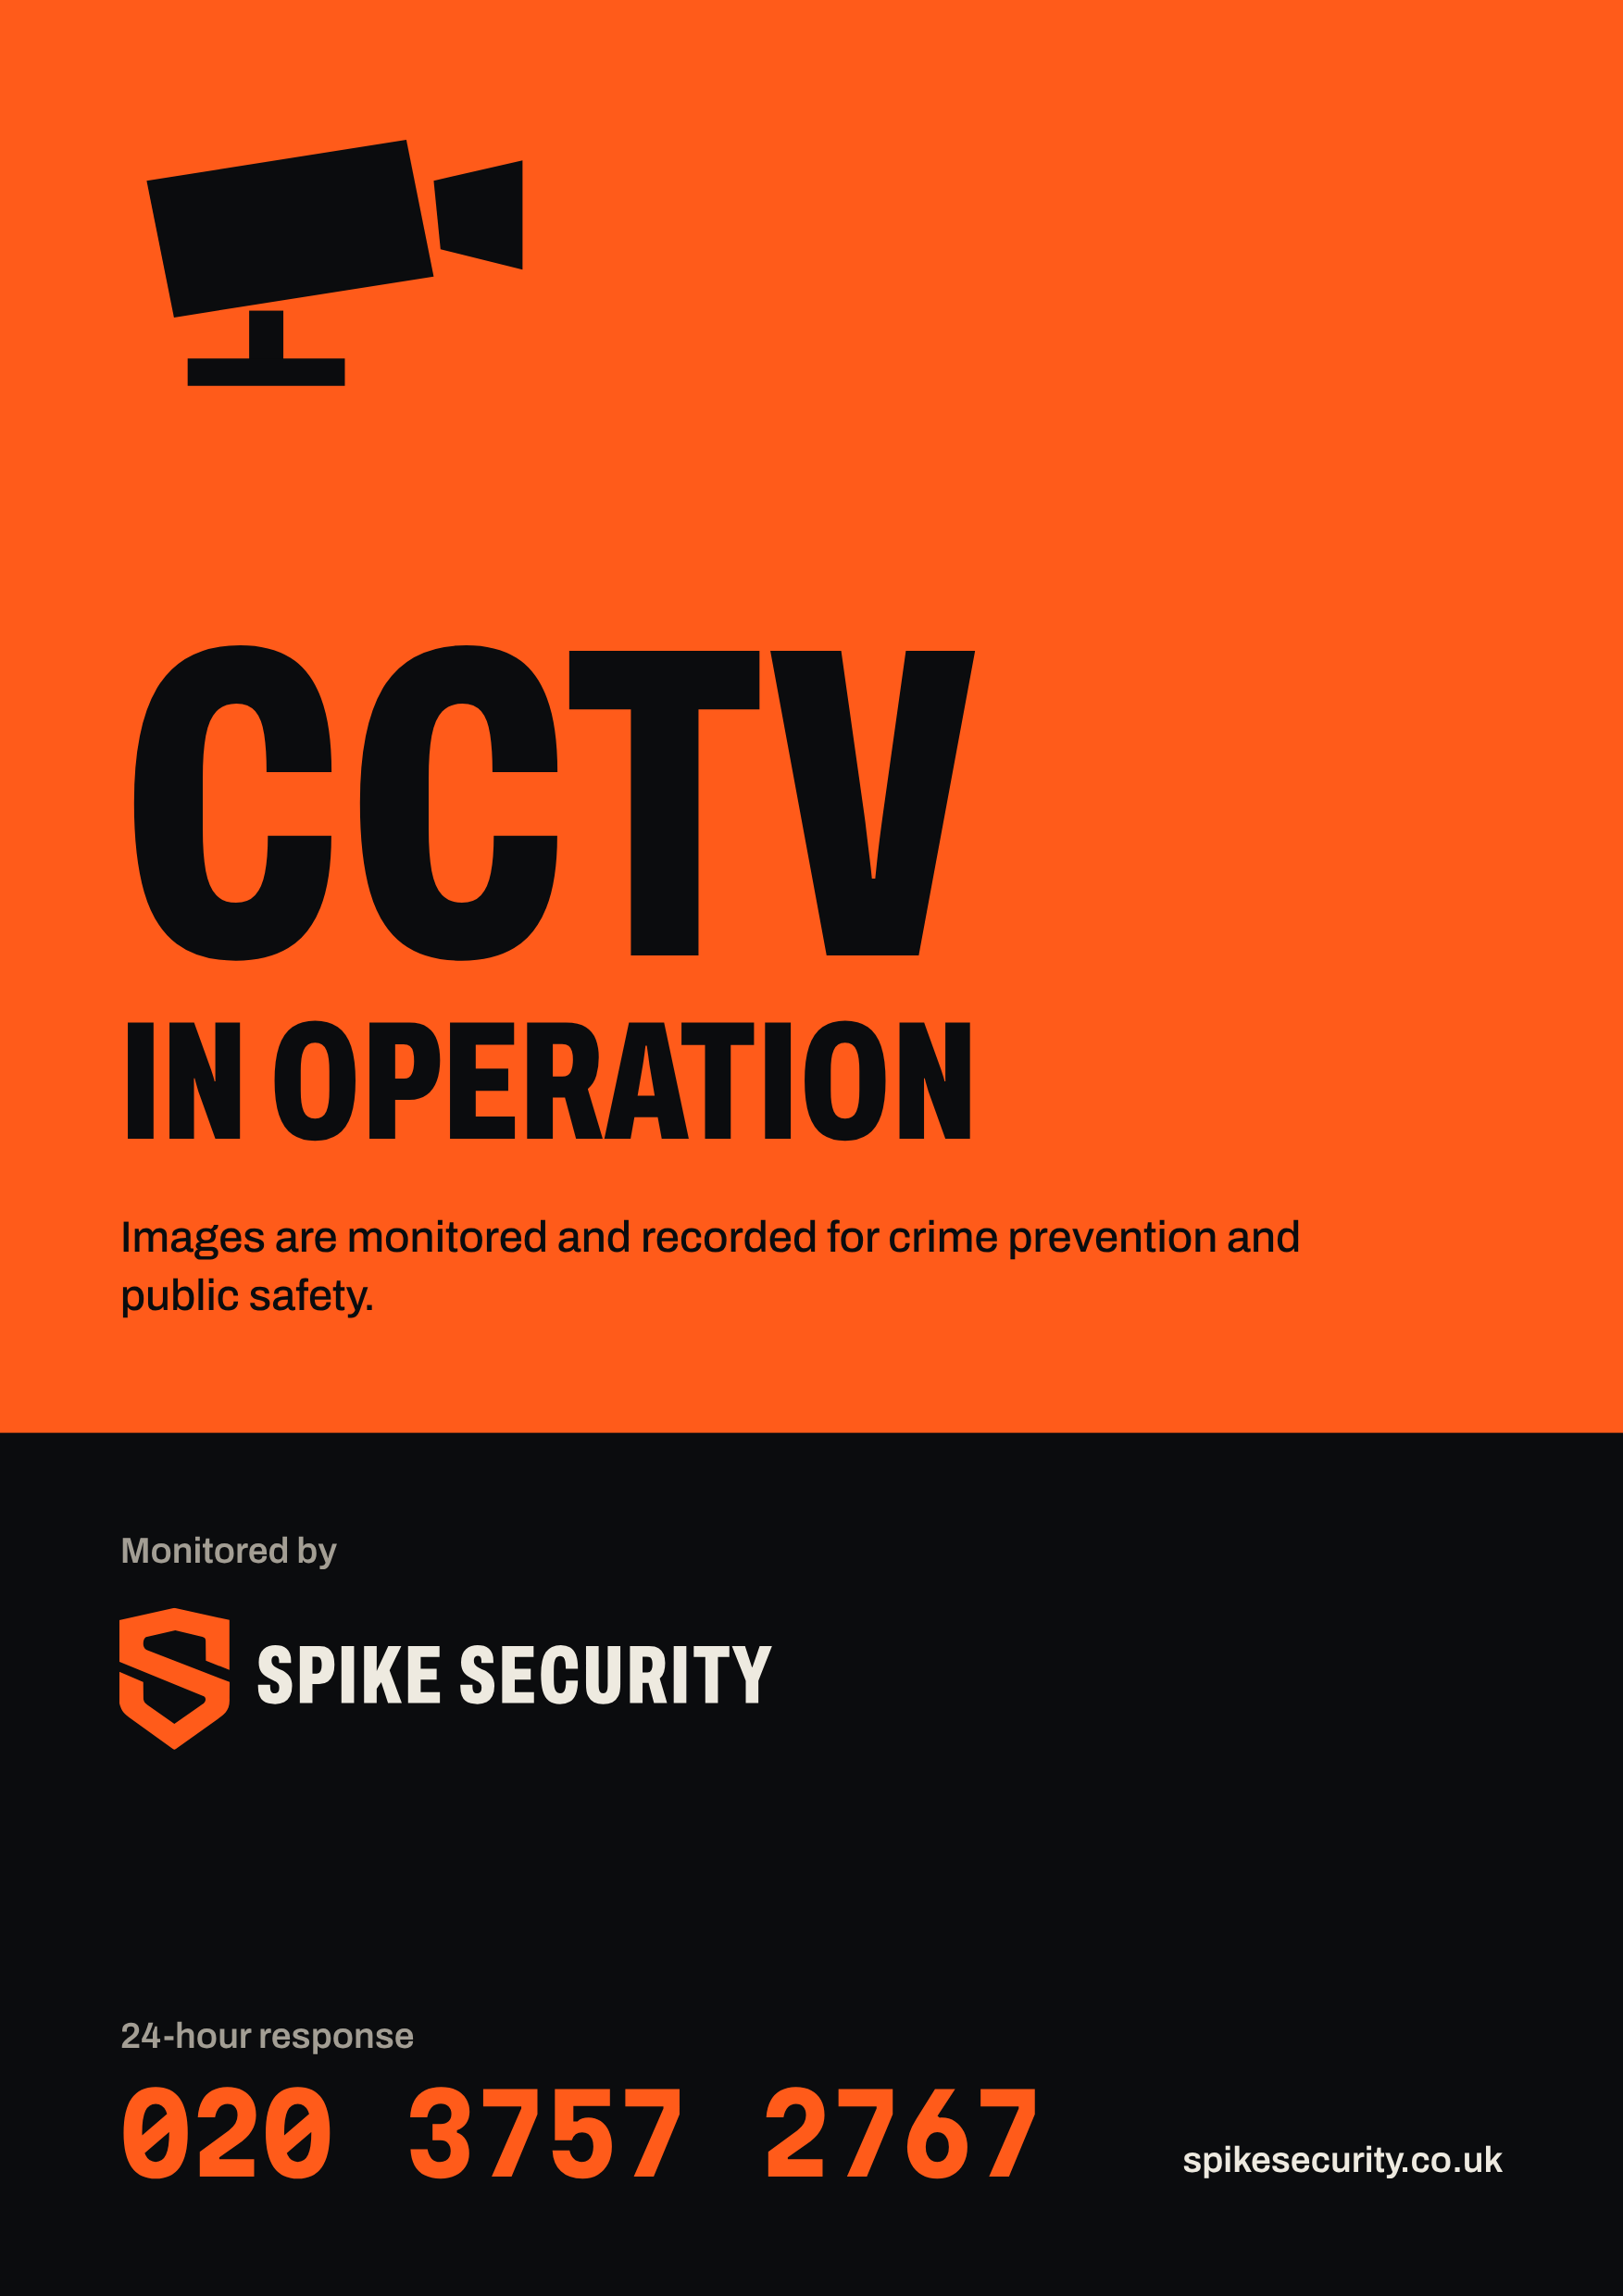 CCTV
IN OPERATION
Images are monitored and recorded for crime prevention and
public safety.
Monitored by
SPIKE SECURITY
24-hour response
020 3757 2767
spikesecurity.co.uk